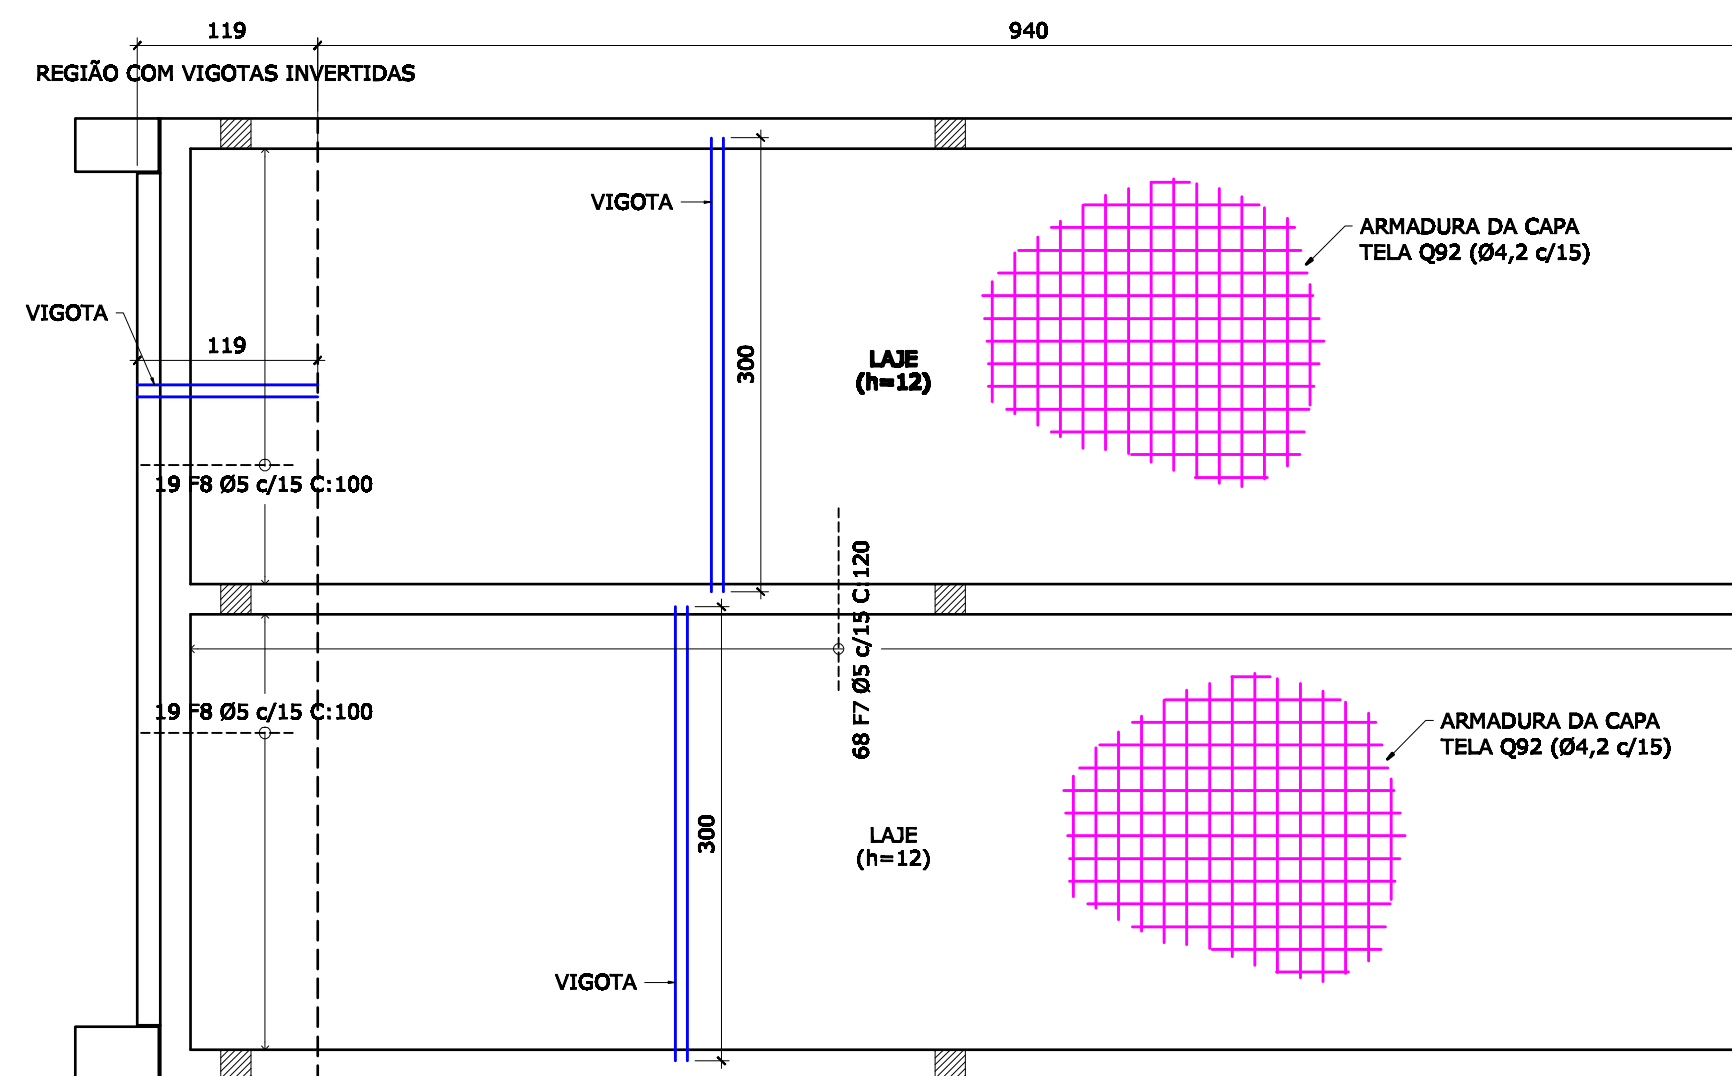 119
940
REGIÃO COM VIGOTAS INVERTIDAS
VIGOTA
ARMADURA DA CAPA
TELA Q92 (Ø4,2 c/15)
VIGOTA
119
300
LAJE
(h=12)
19 F8 Ø5 c/15 C:100
68 F7 Ø5 c/15 C:120
19 F8 Ø5 c/15 C:100
ARMADURA DA CAPA
TELA Q92 (Ø4,2 c/15)
300
LAJE
(h=12)
VIGOTA